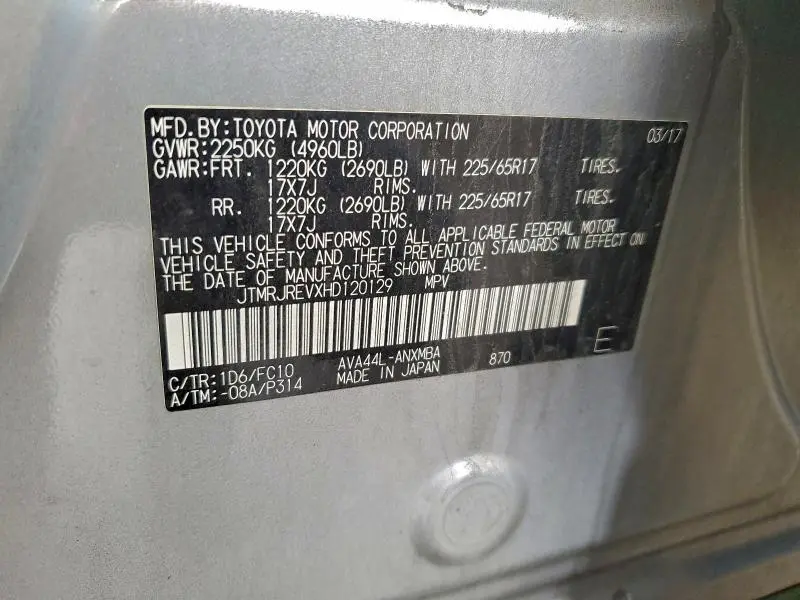 MFD.BY:TOYOTA MOTOR CORPORATION 03/17
GVWR:2250KG (4960LB)
GAWR:FRT. 1220KG (2690LB) WITH 225/65R17 TIRES.
17X7J RIMS.
RR. 1220KG (2690LB) WITH 225/65R17 TIRES.
17X7J RIMS.
THIS VEHICLE CONFORMS TO ALL APPLICABLE FEDERAL MOTOR
VEHICLE SAFETY AND THEFT PREVENTION STANDARDS IN EFFECT ON
THE DATE OF MANUFACTURE SHOWN ABOVE.
JTMRJREVXHD120129 MPV
C/TR:1D6/FC10 AVA44L-ANXMBA 870 E
A/TM:-08A/P314 MADE IN JAPAN